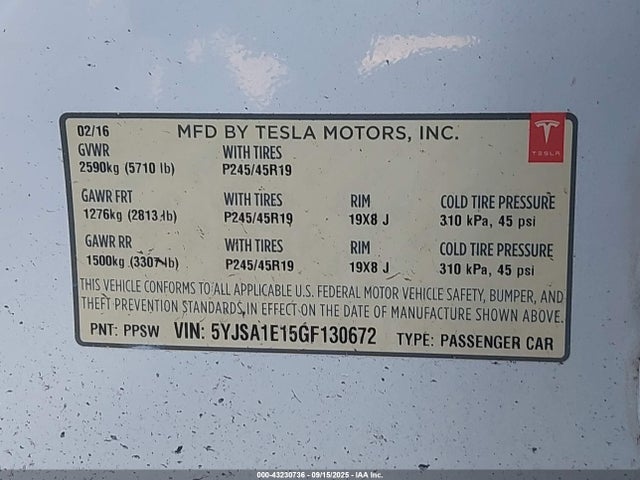 02/16 MFD BY TESLA MOTORS, INC.
TESLA
GVWR WITH TIRES
2590kg (5710 lb) P245/45R19
GAWR FRT WITH TIRES RIM COLD TIRE PRESSURE
1276kg (2813 lb) P245/45R19 19X8 J 310 kPa, 45 psi
GAWR RR WITH TIRES RIM COLD TIRE PRESSURE
1500kg (3307 lb) P245/45R19 19X8 J 310 kPa, 45 psi
THIS VEHICLE CONFORMS TO ALL APPLICABLE U.S. FEDERAL MOTOR VEHICLE SAFETY, BUMPER, AND
THEFT PREVENTION STANDARDS, IN EFFECT ON THE DATE OF MANUFACTURE SHOWN ABOVE.
PNT: PPSW VIN: 5YJSA1E15GF130672 TYPE: PASSENGER CAR
000-43230736 - 09/15/2025 - IAA Inc.